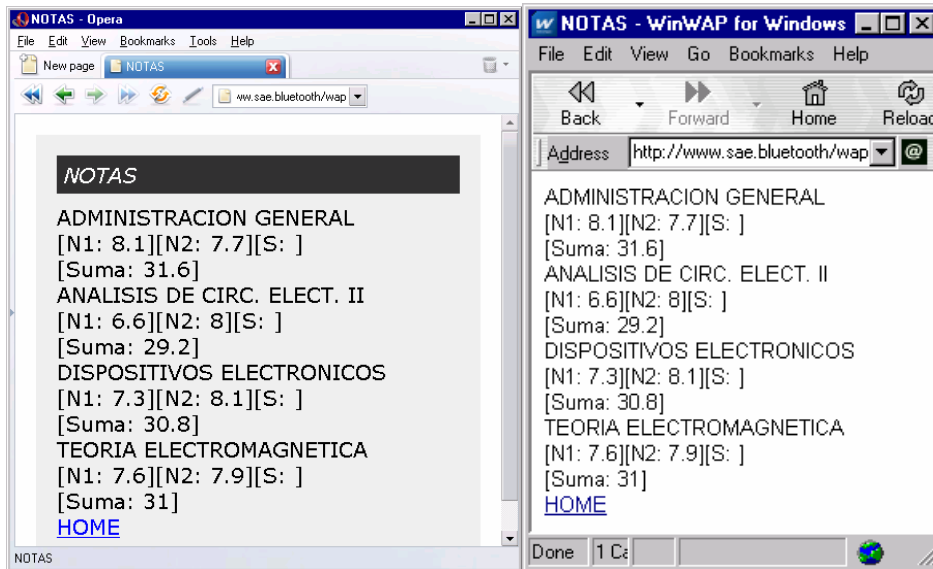 NOTAS - Opera
File Edit View Bookmarks Tools Help
New page NOTAS
ww.sae.bluetooth/wap
NOTAS
ADMINISTRACION GENERAL
[N1: 8.1][N2: 7.7][S: ]
[Suma: 31.6]
ANALISIS DE CIRC. ELECT. II
[N1: 6.6][N2: 8][S: ]
[Suma: 29.2]
DISPOSITIVOS ELECTRONICOS
[N1: 7.3][N2: 8.1][S: ]
[Suma: 30.8]
TEORIA ELECTROMAGNETICA
[N1: 7.6][N2: 7.9][S: ]
[Suma: 31]
HOME
NOTAS
NOTAS - WinWAP for Windows
File Edit View Go Bookmarks Help
Back Forward Home Reload
Address http://www.sae.bluetooth/wap @
ADMINISTRACION GENERAL
[N1: 8.1][N2: 7.7][S: ]
[Suma: 31.6]
ANALISIS DE CIRC. ELECT. II
[N1: 6.6][N2: 8][S: ]
[Suma: 29.2]
DISPOSITIVOS ELECTRONICOS
[N1: 7.3][N2: 8.1][S: ]
[Suma: 30.8]
TEORIA ELECTROMAGNETICA
[N1: 7.6][N2: 7.9][S: ]
[Suma: 31]
HOME
Done 1 Ca